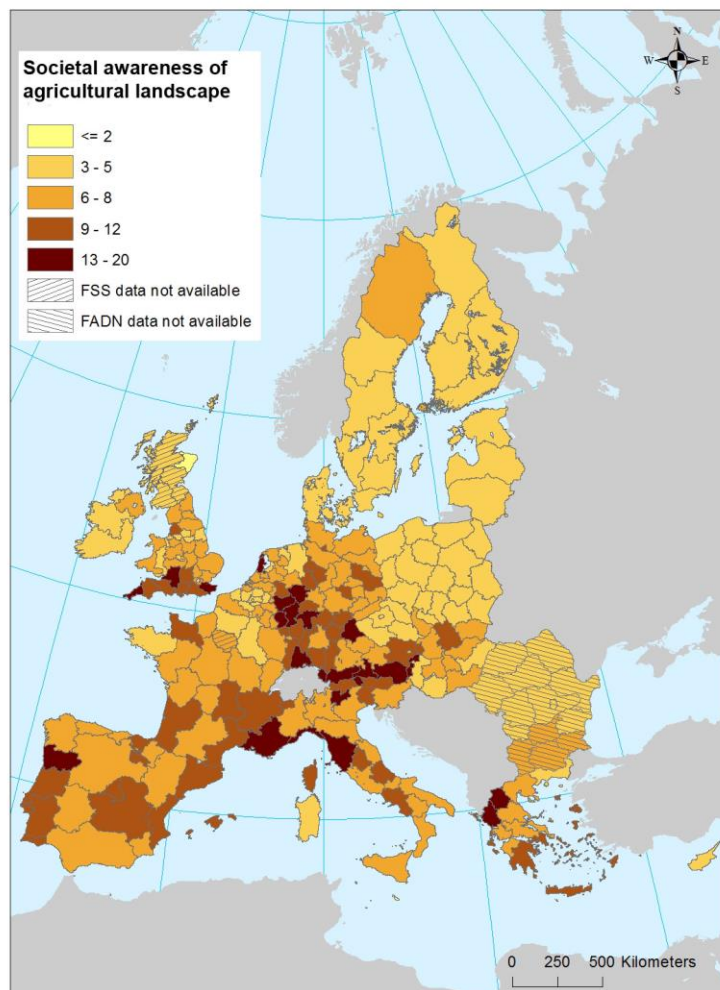 Societal awareness of
agricultural landscape
<= 2
3 - 5
6 - 8
9 - 12
13 - 20
FSS data not available
FADN data not available
N
W
E
S
0 250 500 Kilometers